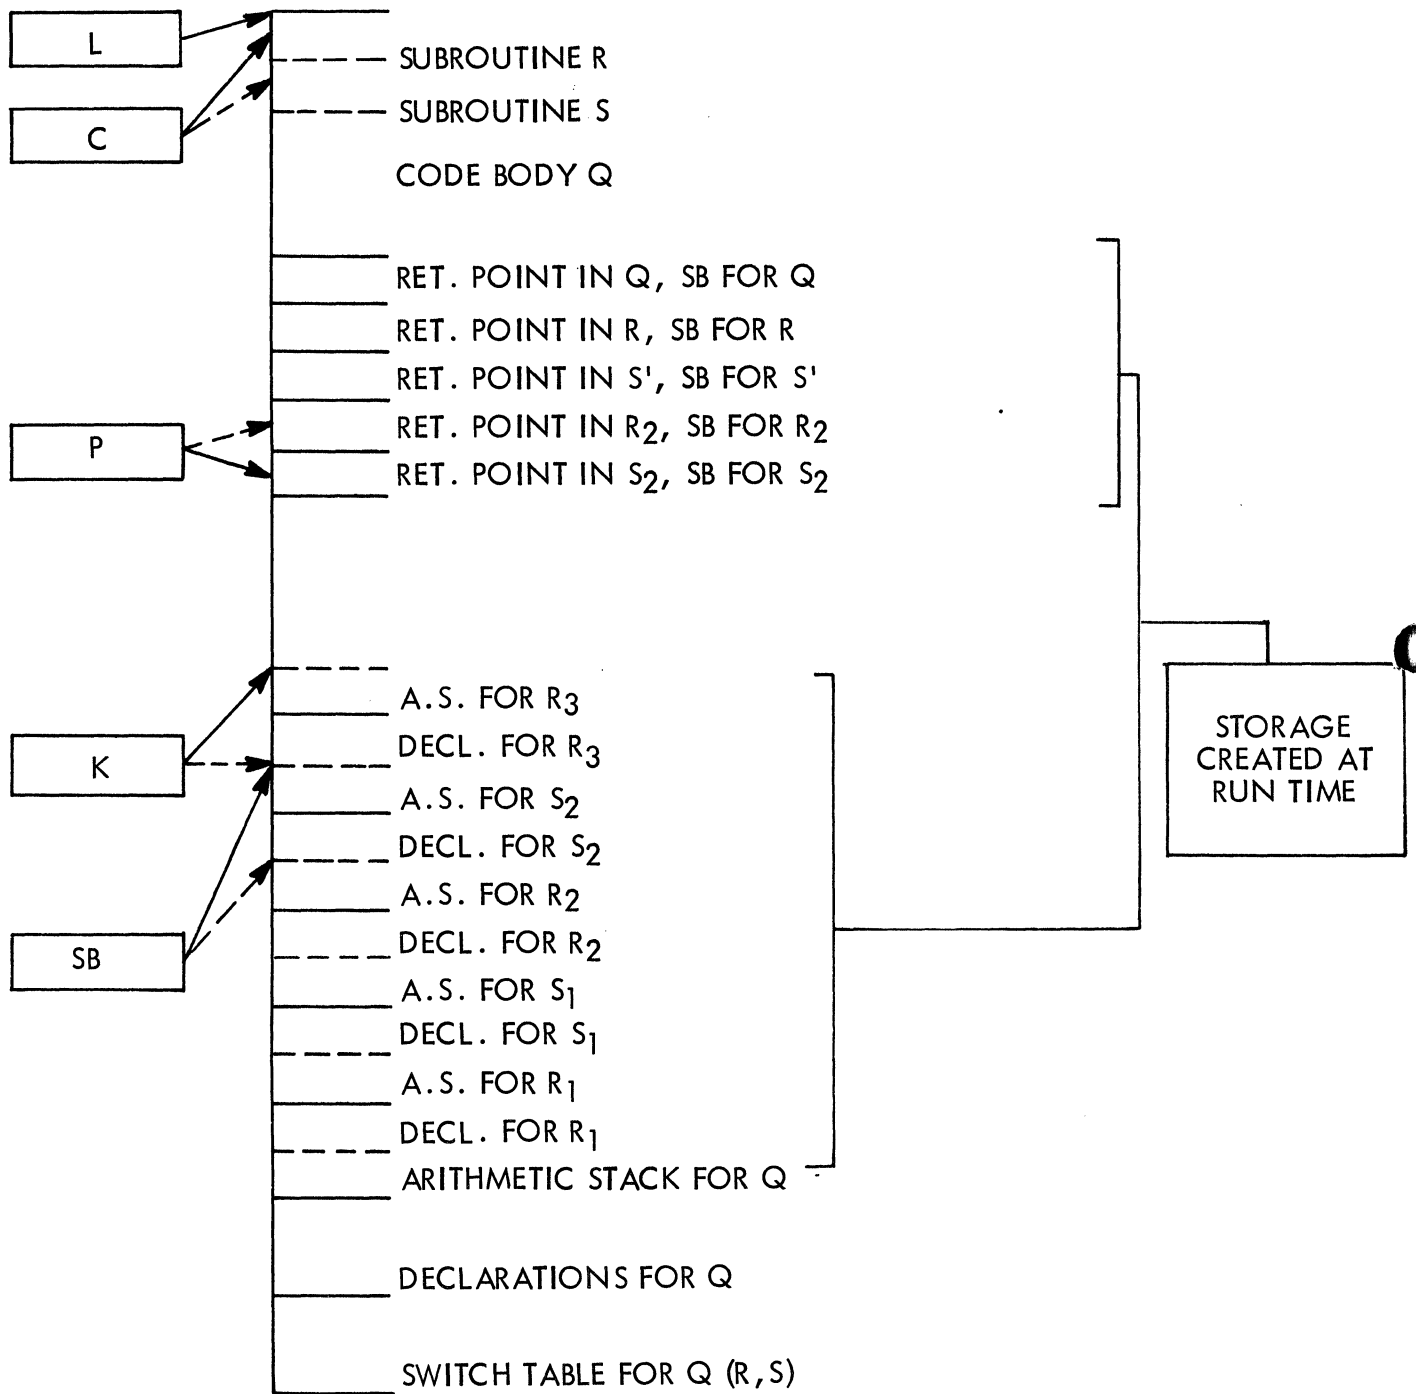 L
SUBROUTINE R
C
SUBROUTINE S
CODE BODY Q
RET. POINT IN Q, SB FOR Q
RET. POINT IN R, SB FOR R
RET. POINT IN S', SB FOR S'
P
RET. POINT IN R2, SB FOR R2
RET. POINT IN S2, SB FOR S2
A.S. FOR R3
K
DECL. FOR R3
A.S. FOR S2
DECL. FOR S2
A.S. FOR R2
SB
DECL. FOR R2
A.S. FOR S1
DECL. FOR S1
A.S. FOR R1
DECL. FOR R1
ARITHMETIC STACK FOR Q
DECLARATIONS FOR Q
SWITCH TABLE FOR Q (R,S)
STORAGE
CREATED AT
RUN TIME